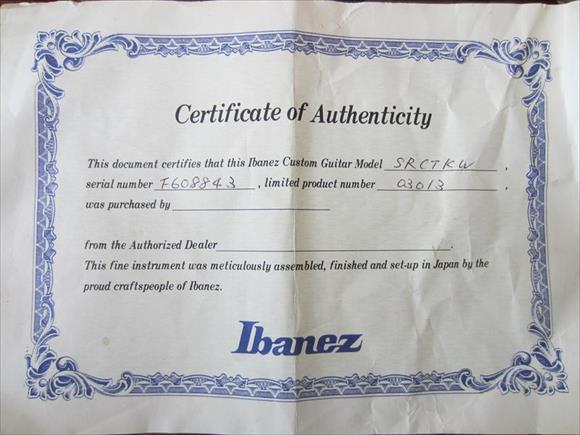 Certificate of Authenticity
This document certifies that this Ibanez Custom Guitar Model SRCTKW ,
serial number F608843 , limited product number 03013 ,
was purchased by
from the Authorized Dealer .
This fine instrument was meticulously assembled, finished and set-up in Japan by the
proud craftspeople of Ibanez.
Ibanez